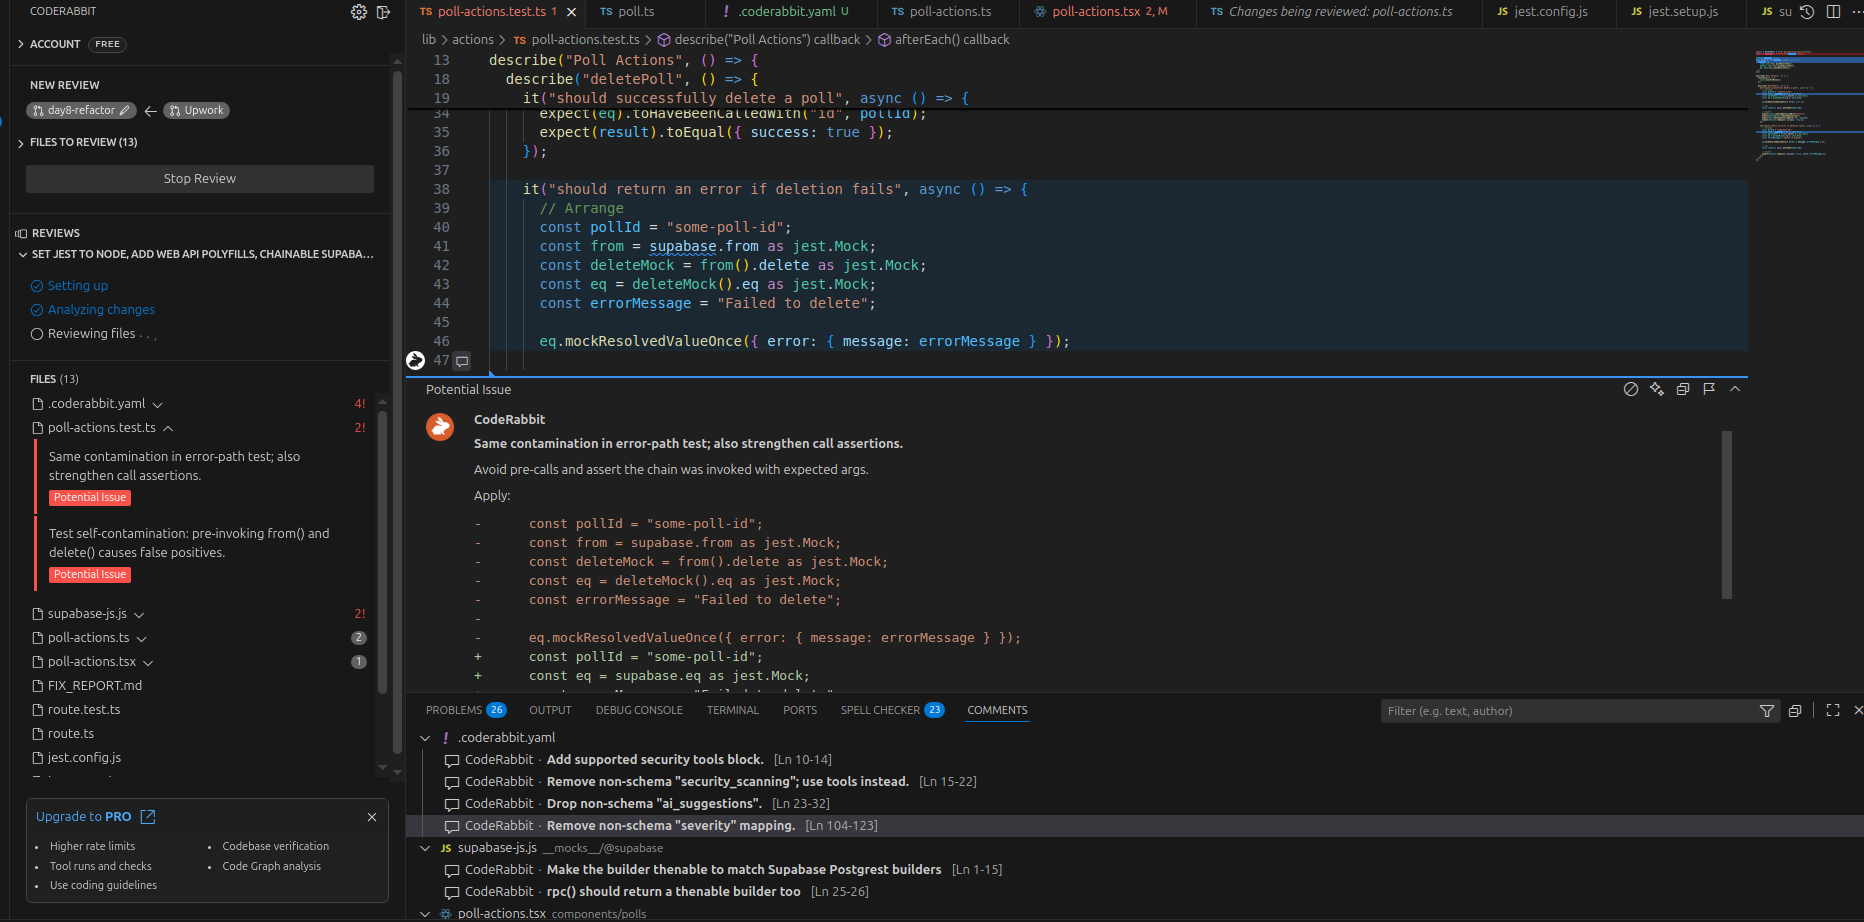 CODERABBIT
ACCOUNT FREE
NEW REVIEW
day8-refactor ← Upwork
FILES TO REVIEW (13)
Stop Review
REVIEWS
SET JEST TO NODE, ADD WEB API POLYFILLS, CHAINABLE SUPABA...
Setting up
Analyzing changes
Reviewing files . . .
FILES (13)
.coderabbit.yaml 4!
poll-actions.test.ts 2!
Same contamination in error-path test; also
strengthen call assertions.
Potential Issue
Test self-contamination: pre-invoking from() and
delete() causes false positives.
Potential Issue
supabase-js.js 2!
poll-actions.ts 2
poll-actions.tsx 1
FIX_REPORT.md
route.test.ts
route.ts
jest.config.js
Upgrade to PRO
• Higher rate limits
• Tool runs and checks
• Use coding guidelines
• Codebase verification
• Code Graph analysis
TS poll-actions.test.ts 1 TS poll.ts ! .coderabbit.yaml U TS poll-actions.ts poll-actions.tsx 2, M TS Changes being reviewed: poll-actions.ts JS jest.config.js JS jest.setup.js JS su
lib > actions > TS poll-actions.test.ts > describe("Poll Actions") callback > afterEach() callback
13 describe("Poll Actions", () => {
18 describe("deletePoll", () => {
19 it("should successfully delete a poll", async () => {
34 expect(eq).toHaveBeenCalledWith("id", pollId);
35 expect(result).toEqual({ success: true });
36 });
37
38 it("should return an error if deletion fails", async () => {
39 // Arrange
40 const pollId = "some-poll-id";
41 const from = supabase.from as jest.Mock;
42 const deleteMock = from().delete as jest.Mock;
43 const eq = deleteMock().eq as jest.Mock;
44 const errorMessage = "Failed to delete";
45
46 eq.mockResolvedValueOnce({ error: { message: errorMessage } });
47
Potential Issue
CodeRabbit
Same contamination in error-path test; also strengthen call assertions.
Avoid pre-calls and assert the chain was invoked with expected args.
Apply:
- const pollId = "some-poll-id";
- const from = supabase.from as jest.Mock;
- const deleteMock = from().delete as jest.Mock;
- const eq = deleteMock().eq as jest.Mock;
- const errorMessage = "Failed to delete";
-
- eq.mockResolvedValueOnce({ error: { message: errorMessage } });
+ const pollId = "some-poll-id";
+ const eq = supabase.eq as jest.Mock;
PROBLEMS 26 OUTPUT DEBUG CONSOLE TERMINAL PORTS SPELL CHECKER 23 COMMENTS Filter (e.g. text, author)
! .coderabbit.yaml
CodeRabbit · Add supported security tools block. [Ln 10-14]
CodeRabbit · Remove non-schema "security_scanning"; use tools instead. [Ln 15-22]
CodeRabbit · Drop non-schema "ai_suggestions". [Ln 23-32]
CodeRabbit · Remove non-schema "severity" mapping. [Ln 104-123]
JS supabase-js.js __mocks__/@supabase
CodeRabbit · Make the builder thenable to match Supabase Postgrest builders [Ln 1-15]
CodeRabbit · rpc() should return a thenable builder too [Ln 25-26]
poll-actions.tsx components/polls